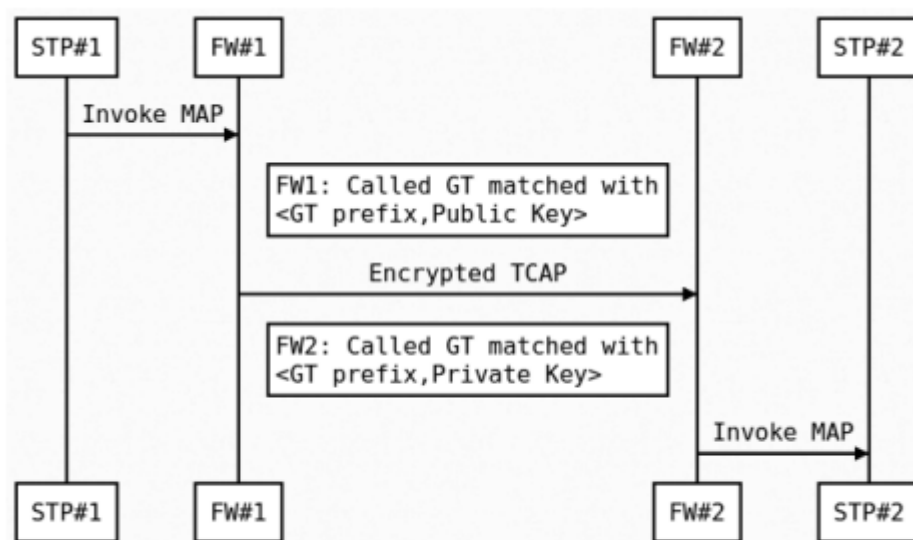 STP#1
FW#1
FW#2
STP#2
Invoke MAP
FW1: Called GT matched with
<GT prefix,Public Key>
Encrypted TCAP
FW2: Called GT matched with
<GT prefix,Private Key>
Invoke MAP
STP#1
FW#1
FW#2
STP#2